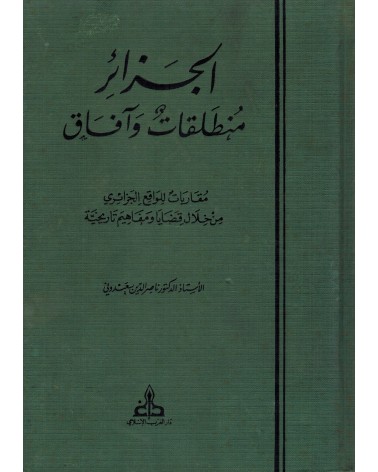 الجزائر
منطلقات وآفاق
مقاربات للواقع الجزائري
من خلال قضايا ومفاهيم تاريخية
الأستاذ الدكتور ناصر الدين سعيدوني
دار الغرب الإسلامي